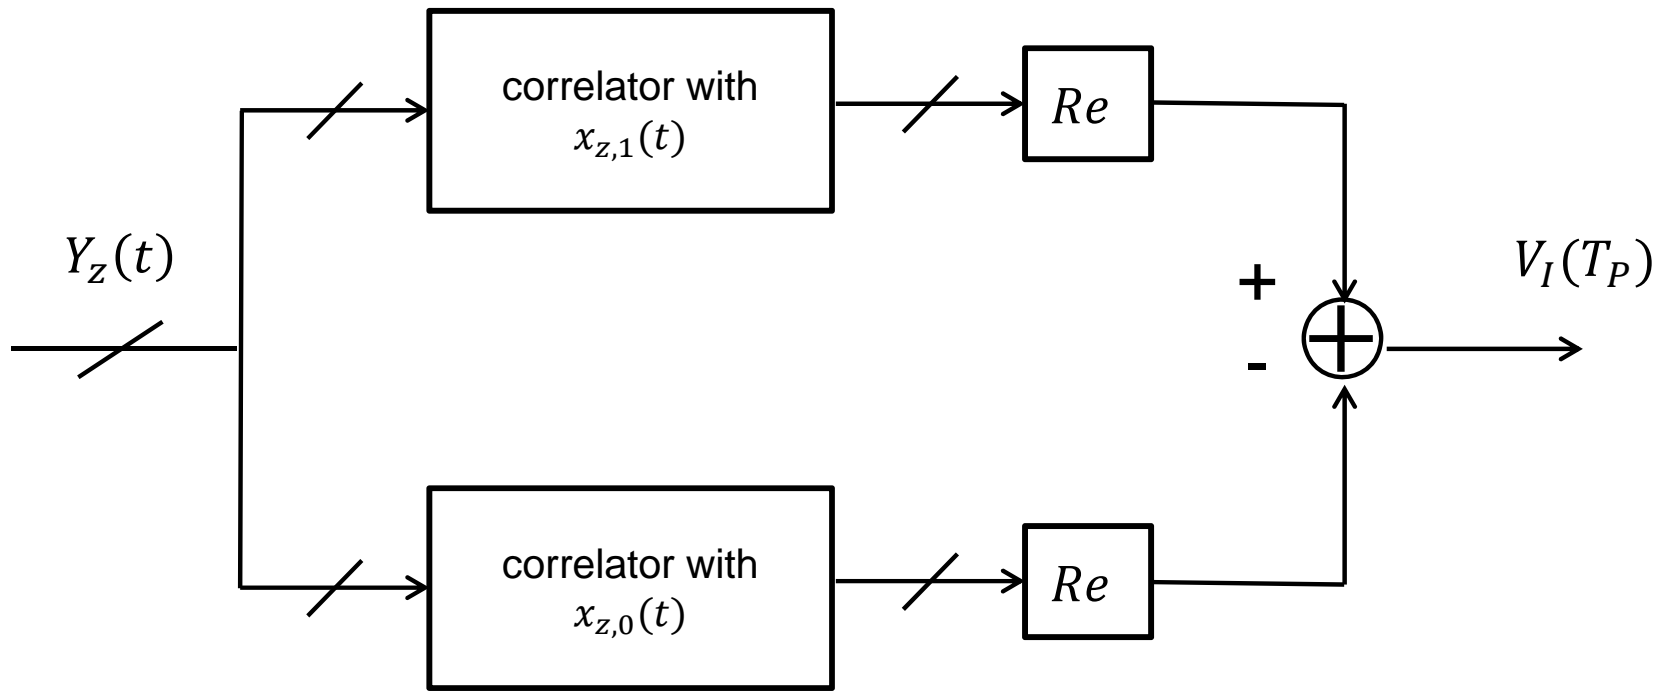 correlator with
x_{z,1}(t)
Re
Y_z(t)
+
-
V_I(T_P)
correlator with
x_{z,0}(t)
Re